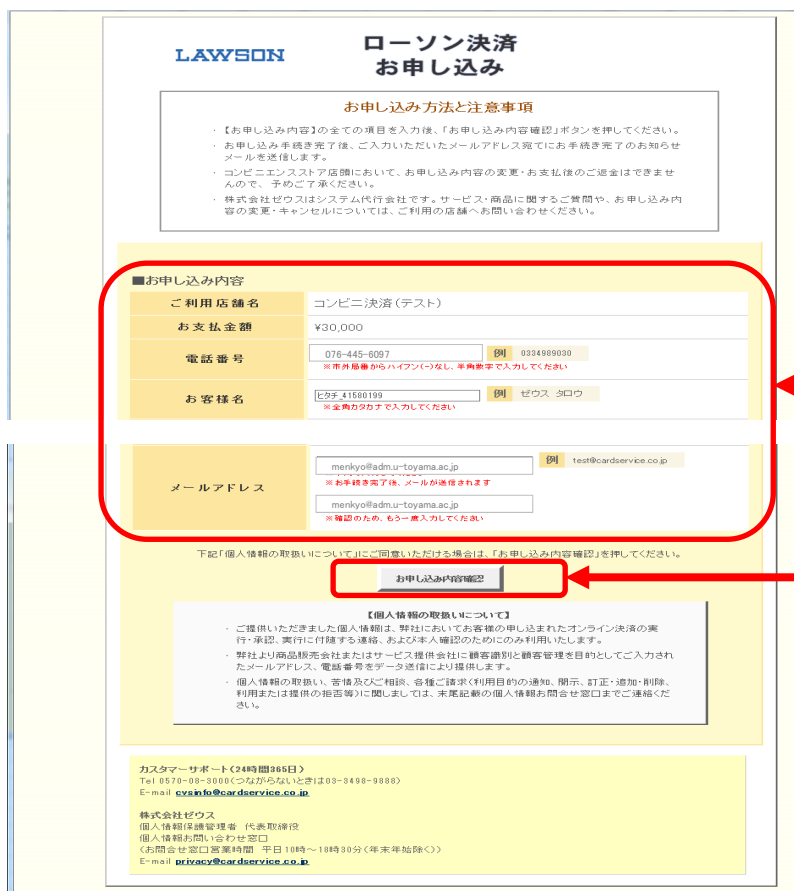 LAWSON
ローソン決済
お申し込み
お申し込み方法と注意事項
・ 【お申し込み内容】の全ての項目を入力後、「お申し込み内容確認」ボタンを押してください。
・ お申し込み手続き完了後、ご入力いただいたメールアドレス宛てにお手続き完了のお知らせ
メールを送信します。
・ コンビニエンスストア店頭において、お申し込み内容の変更・お支払後のご返金はできませ
んので、 予めご了承ください。
・ 株式会社ゼウスはシステム代行会社です。サービス・商品に関するご質問や、お申し込み内
容の変更・キャンセルについては、ご利用の店舗へお問い合わせください。
■お申し込み内容
ご利用店舗名 コンビニ決済(テスト)
お支払金額 ¥30,000
電話番号 076-445-6097 例 0334989030
※市外局番からハイフン(-)なし、半角数字で入力してください
お客様名 ヒタチ_41580199 例 ゼウス タロウ
※全角カタカナで入力してください
メールアドレス menkyo@adm.u-toyama.ac.jp 例 test@cardservice.co.jp
※お手続き完了後、メールが送信されます
menkyo@adm.u-toyama.ac.jp
※確認のため、もう一度入力してください
下記「個人情報の取扱いについて」にご同意いただける場合は、「お申し込み内容確認」を押してください。
お申し込み内容確認
【個人情報の取扱いについて】
・ ご提供いただきました個人情報は、弊社においてお客様の申し込まれたオンライン決済の実
行・承認、実行に付随する連絡、および本人確認のためにのみ利用いたします。
・ 弊社より商品販売会社またはサービス提供会社に顧客識別と顧客管理を目的としてご入力され
たメールアドレス、電話番号をデータ送信により提供します。
・ 個人情報の取扱い、苦情及びご相談、各種ご請求(利用目的の通知、開示、訂正・追加・削除、
利用または提供の拒否等)に関しましては、末尾記載の個人情報お問合せ窓口までご連絡くだ
さい。
カスタマーサポート(24時間365日)
Tel 0570-08-3000(つながらないときは03-3498-9888)
E-mail cvsinfo@cardservice.co.jp
株式会社ゼウス
個人情報保護管理者 代表取締役
個人情報お問い合わせ窓口
(お問合せ窓口営業時間 平日10時～18時30分(年末年始除く))
E-mail privacy@cardservice.co.jp